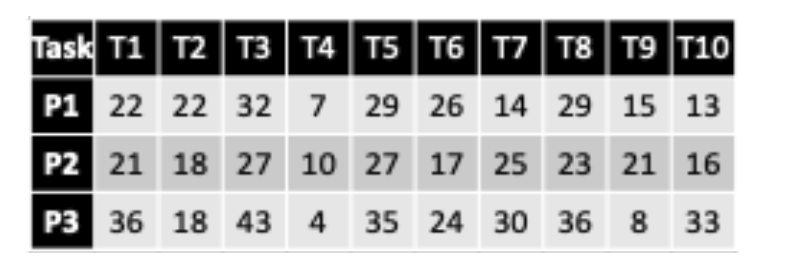 Task T1 T2 T3 T4 T5 T6 T7 T8 T9 T10
P1 22 22 32 7 29 26 14 29 15 13
P2 21 18 27 10 27 17 25 23 21 16
P3 36 18 43 4 35 24 30 36 8 33